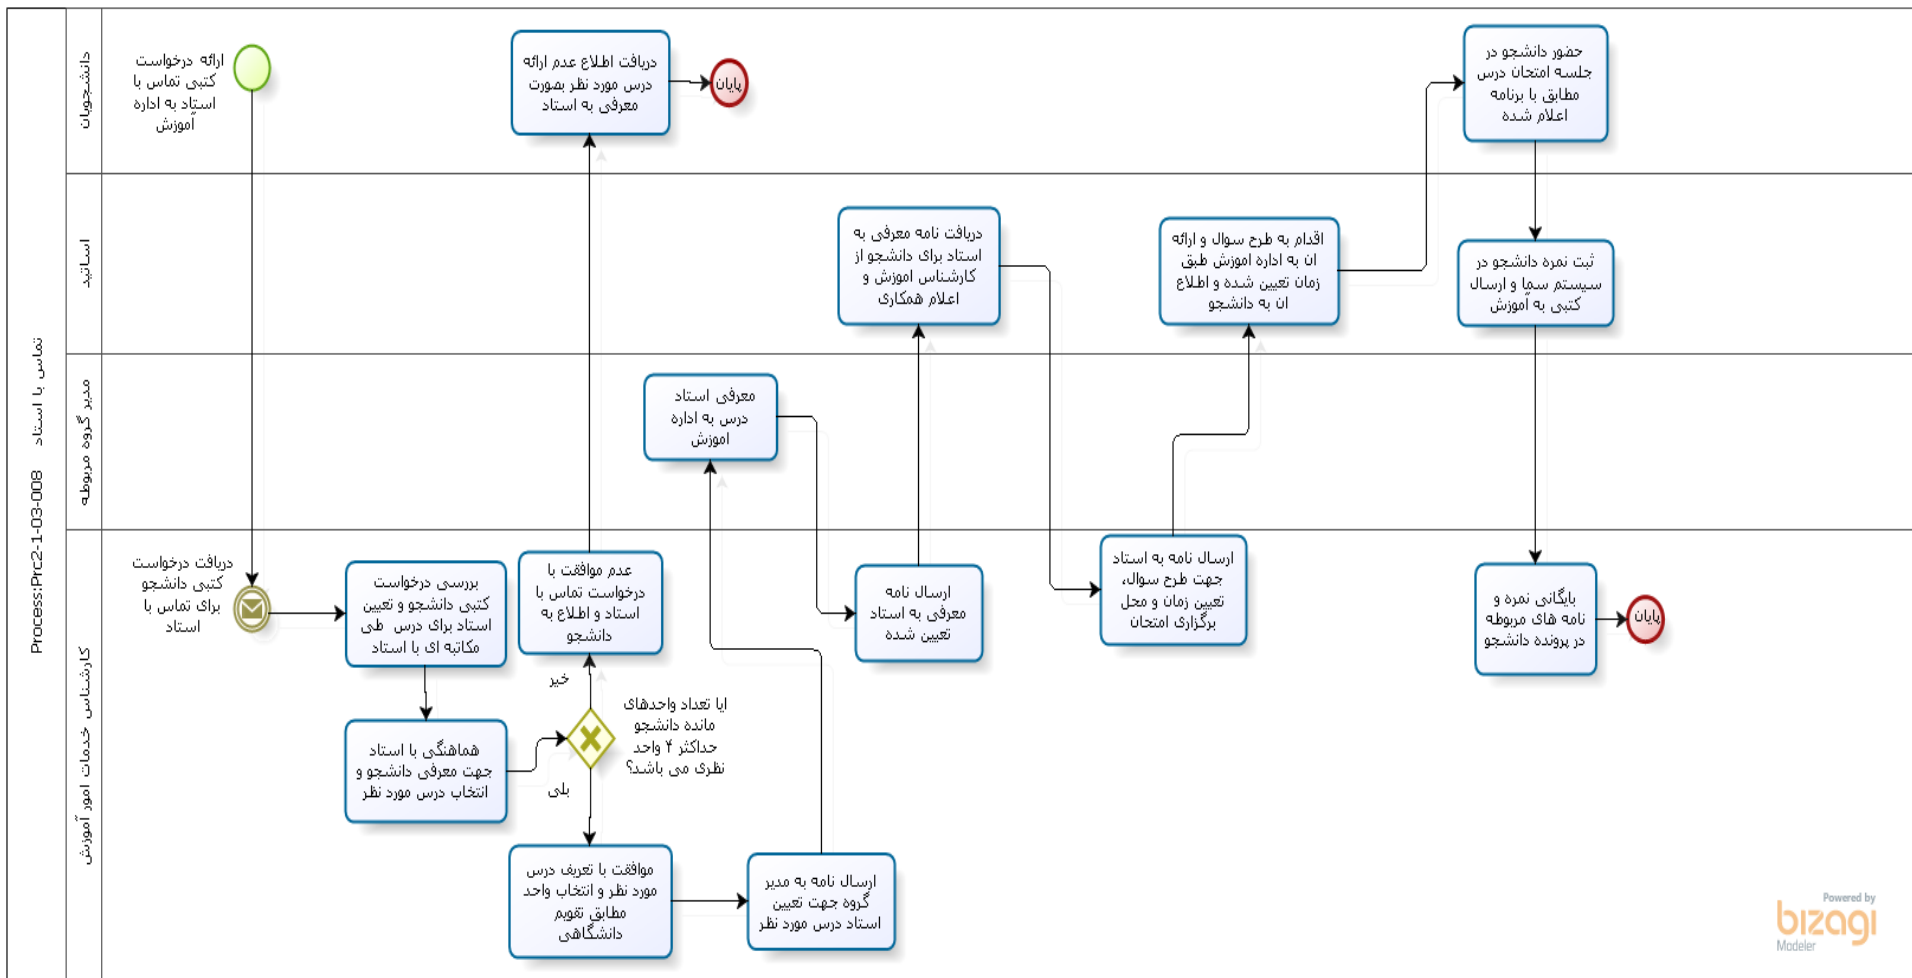 Process:Prc2-1-03-008 تماس با استاد
دانشجویان
ارائه درخواست
کتبی تماس با
استاد به اداره
آموزش
دریافت اطلاع عدم ارائه
درس مورد نظر بصورت
معرفی به استاد
پایان
حضور دانشجو در
جلسه امتحان درس
مطابق با برنامه
اعلام شده
اساتید
دریافت نامه معرفی به
استاد برای دانشجو از
کارشناس اموزش و
اعلام همکاری
اقدام به طرح سوال و ارائه
ان به اداره اموزش طبق
زمان تعیین شده و اطلاع
ان به دانشجو
ثبت نمره دانشجو در
سیستم سما و ارسال
کتبی به آموزش
مدیر گروه مربوطه
معرفی استاد
درس به اداره
اموزش
کارشناس خدمات امور آموزش
دریافت درخواست
کتبی دانشجو
برای تماس با
استاد
بررسی درخواست
کتبی دانشجو و تعیین
استاد برای درس طی
مکاتبه ای با استاد
هماهنگی با استاد
جهت معرفی دانشجو و
انتخاب درس مورد نظر
عدم موافقت با
درخواست تماس با
استاد و اطلاع به
دانشجو
خیر
ایا تعداد واحدهای
مانده دانشجو
حداکثر ۴ واحد
نظری می باشد؟
بلی
موافقت با تعریف درس
مورد نظر و انتخاب واحد
مطابق تقویم
دانشگاهی
ارسال نامه به مدیر
گروه جهت تعیین
استاد درس مورد نظر
ارسال نامه
معرفی به استاد
تعیین شده
ارسال نامه به استاد
جهت طرح سوال،
تعیین زمان و محل
برگزاری امتحان
بایگانی نمره و
نامه های مربوطه
در پرونده دانشجو
پایان
Powered by
bizagi
Modeler